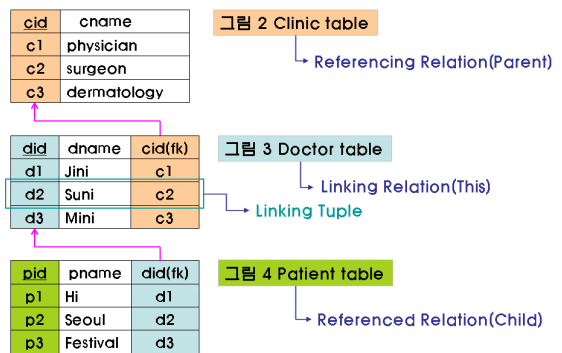 cid cname
c1 physician
c2 surgeon
c3 dermatology
그림 2 Clinic table
Referencing Relation(Parent)
did dname cid(fk)
d1 Jini c1
d2 Suni c2
d3 Mini c3
그림 3 Doctor table
Linking Relation(This)
Linking Tuple
pid pname did(fk)
p1 Hi d1
p2 Seoul d2
p3 Festival d3
그림 4 Patient table
Referenced Relation(Child)